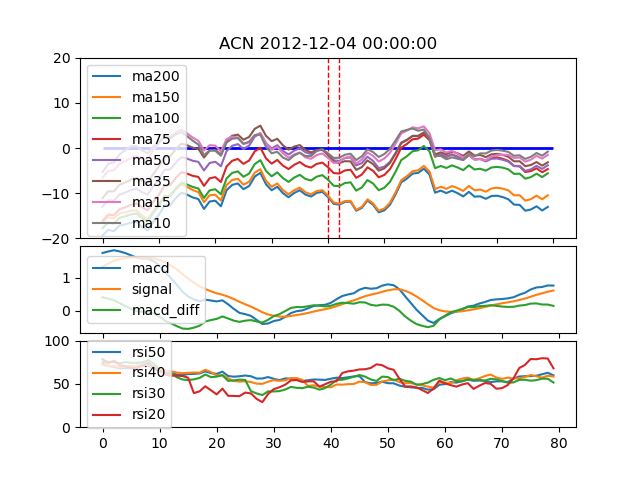 ACN 2012-12-04 00:00:00
20
10
0
−10
−20
ma200
ma150
ma100
ma75
ma50
ma35
ma15
ma10
1
0
macd
signal
macd_diff
100
50
0
rsi50
rsi40
rsi30
rsi20
0 10 20 30 40 50 60 70 80